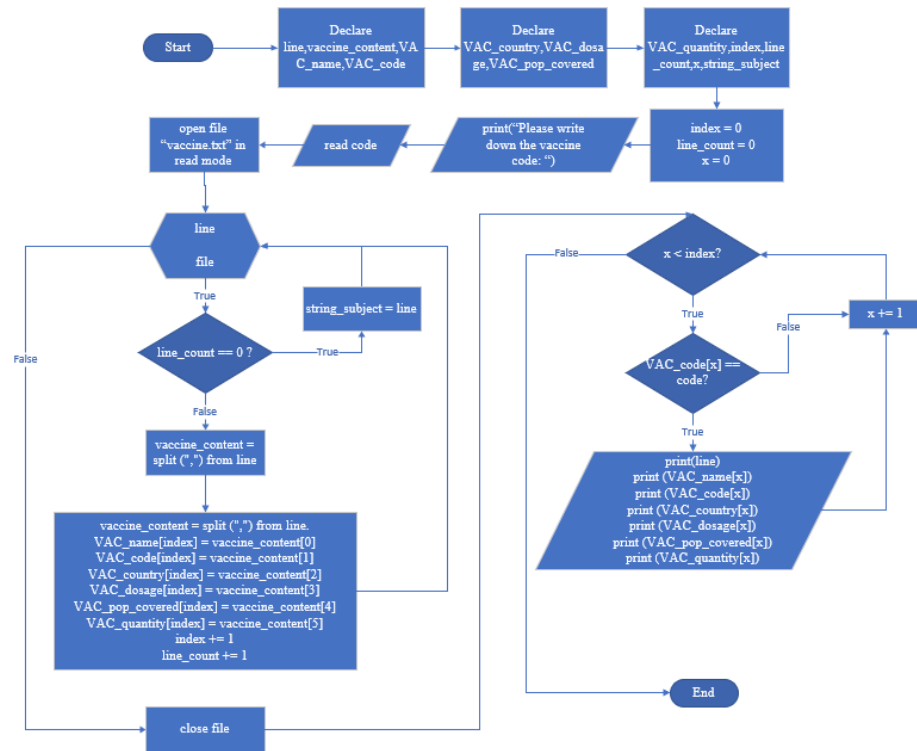 Start
Declare
line,vaccine_content,VA
C_name,VAC_code
Declare
VAC_country,VAC_dosa
ge,VAC_pop_covered
Declare
VAC_quantity,index,line
_count,x,string_subject
index = 0
line_count = 0
x = 0
print(“Please write
down the vaccine
code: “)
read code
open file
“vaccine.txt” in
read mode
line
file
True
False
line_count == 0 ?
True
string_subject = line
False
vaccine_content =
split (",") from line
vaccine_content = split (",") from line.
VAC_name[index] = vaccine_content[0]
VAC_code[index] = vaccine_content[1]
VAC_country[index] = vaccine_content[2]
VAC_dosage[index] = vaccine_content[3]
VAC_pop_covered[index] = vaccine_content[4]
VAC_quantity[index] = vaccine_content[5]
index += 1
line_count += 1
close file
x < index?
False
True
VAC_code[x] ==
code?
False
x += 1
True
print(line)
print (VAC_name[x])
print (VAC_code[x])
print (VAC_country[x])
print (VAC_dosage[x])
print (VAC_pop_covered[x])
print (VAC_quantity[x])
End